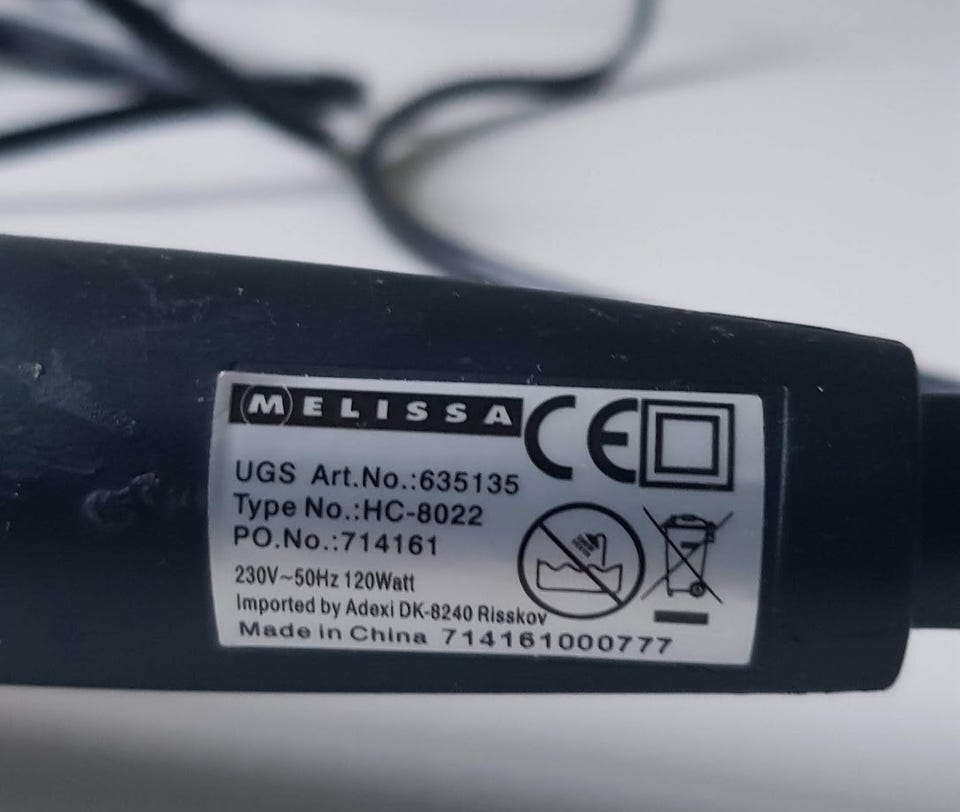 MELISSA CE
UGS Art.No.:635135
Type No.:HC-8022
PO.No.:714161
230V~50Hz 120Watt
Imported by Adexi DK-8240 Risskov
Made in China 714161000777